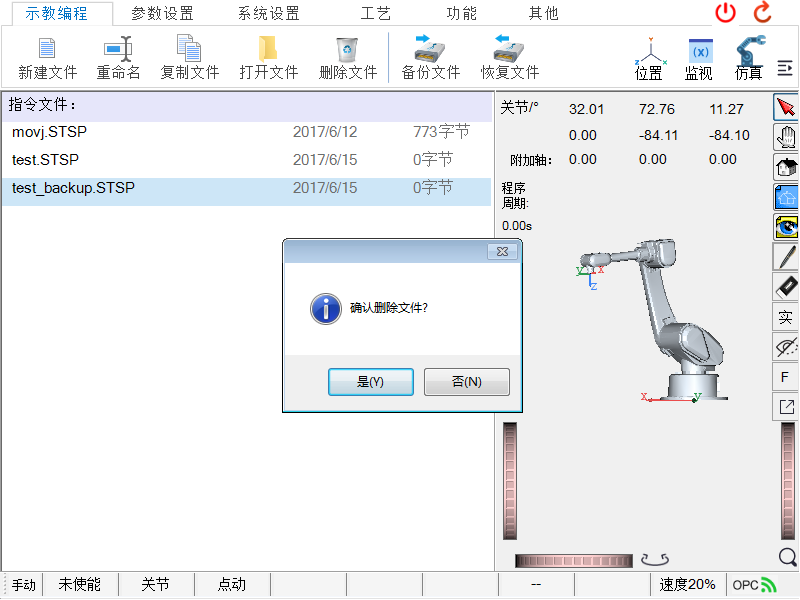 示教编程 参数设置 系统设置 工艺 功能 其他
新建文件 重命名 复制文件 打开文件 删除文件 备份文件 恢复文件 位置 监视 仿真
指令文件：
movj.STSP 2017/6/12 773字节
test.STSP 2017/6/15 0字节
test_backup.STSP 2017/6/15 0字节
关节/° 32.01 72.76 11.27
0.00 -84.11 -84.10
附加轴： 0.00 0.00 0.00
程序
周期:
0.00s
确认删除文件?
是(Y) 否(N)
实
F
手动 未使能 关节 点动 -- 速度20% OPC